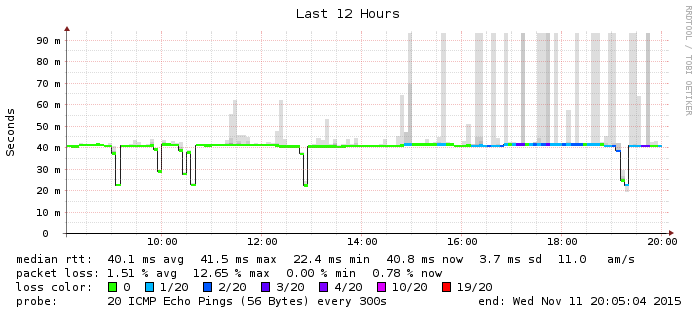 Last 12 Hours
RRDTOOL / TOBI OETIKER
Seconds
90 m
80 m
70 m
60 m
50 m
40 m
30 m
20 m
10 m
0
10:00 12:00 14:00 16:00 18:00 20:00
median rtt: 40.1 ms avg 41.5 ms max 22.4 ms min 40.8 ms now 3.7 ms sd 11.0 am/s
packet loss: 1.51 % avg 12.65 % max 0.00 % min 0.78 % now
loss color: 0 1/20 2/20 3/20 4/20 10/20 19/20
probe: 20 ICMP Echo Pings (56 Bytes) every 300s end: Wed Nov 11 20:05:04 2015